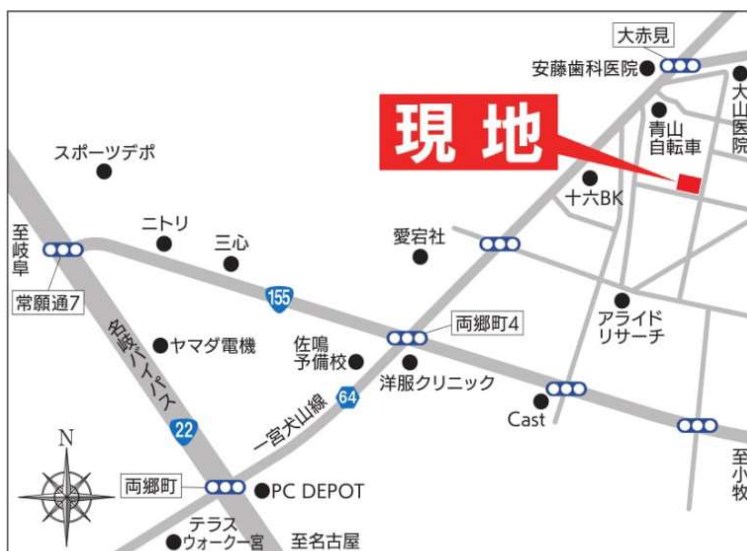 大赤見
安藤歯科医院
大山医院
青山
自転車
現地
スポーツデポ
十六BK
至岐阜
ニトリ
三心
愛宕社
常願通7
155
両郷町4
アライド
リサーチ
名岐バイパス
ヤマダ電機
佐鳴
予備校
洋服クリニック
64
一宮犬山線
Cast
22
N
両郷町
PC DEPOT
至小牧
テラス
ウォーク一宮
至名古屋